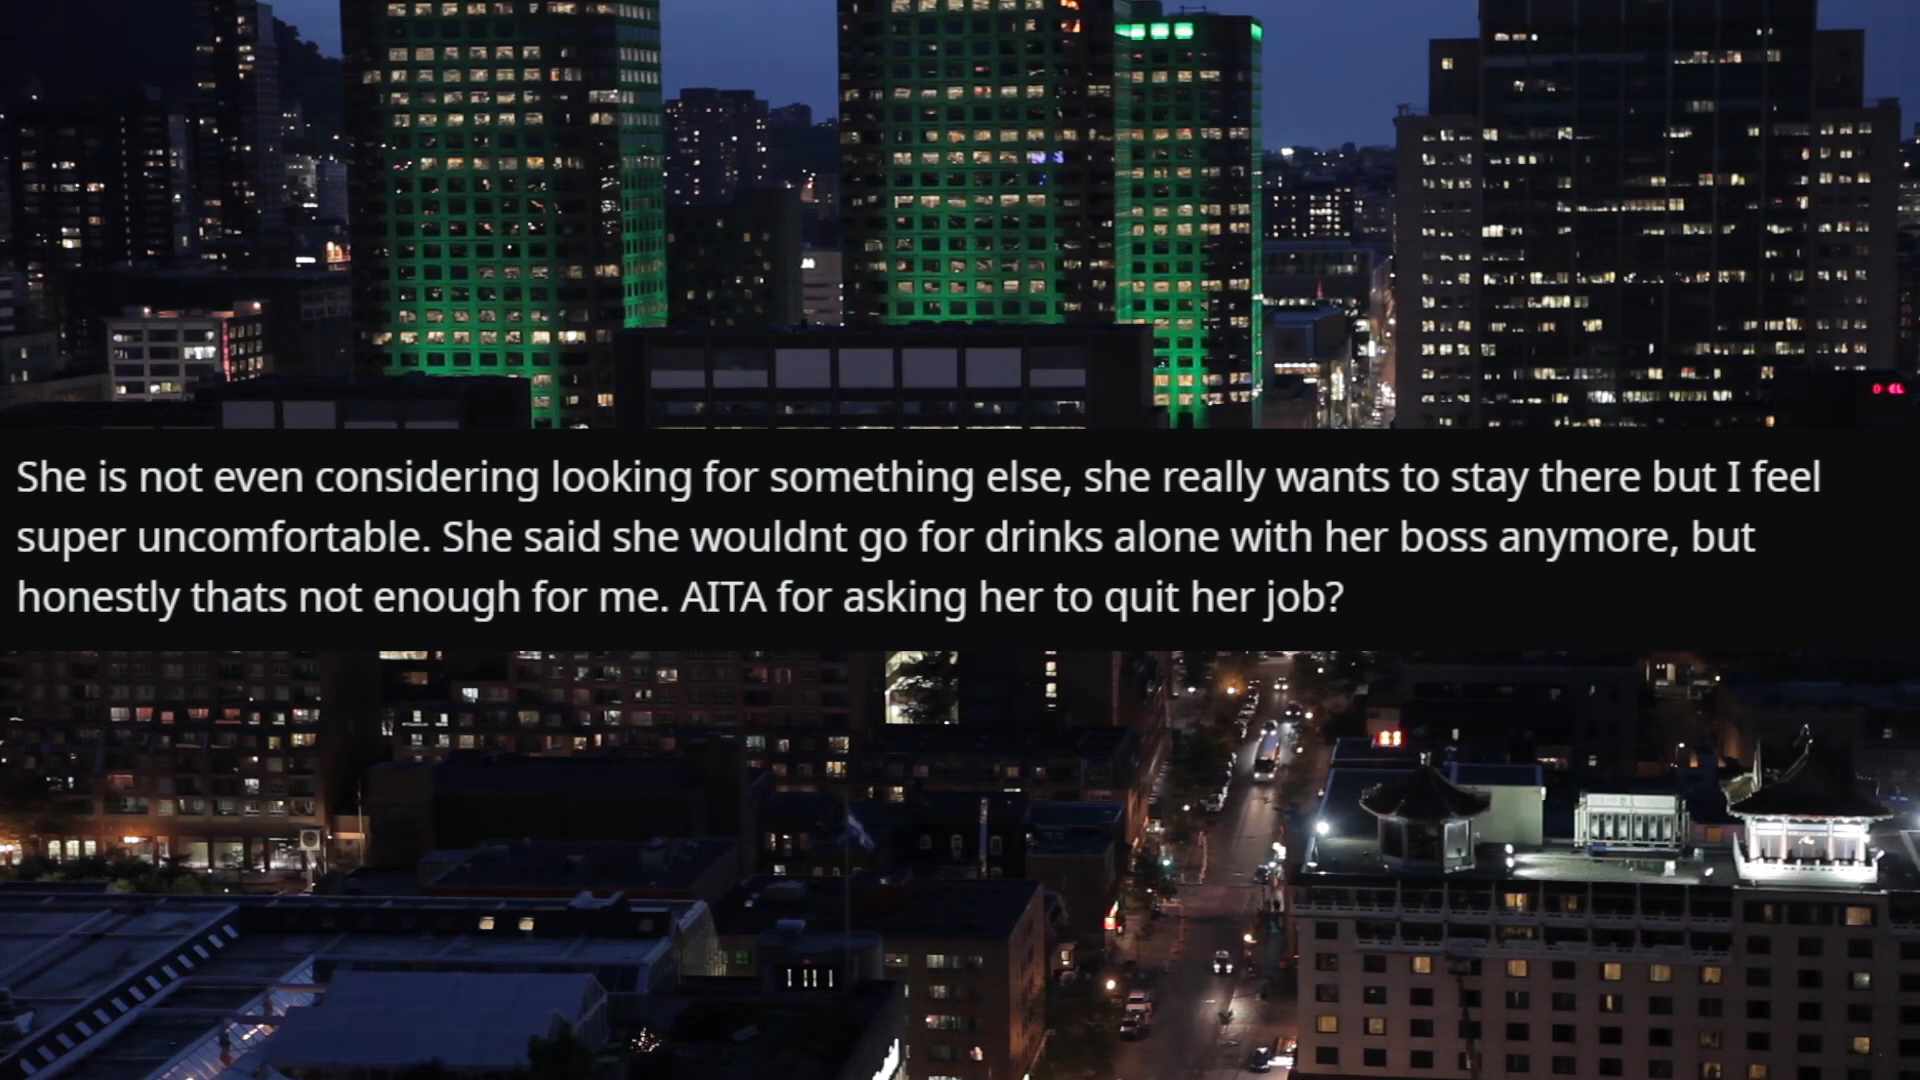 She is not even considering looking for something else, she really wants to stay there but I feel
super uncomfortable. She said she wouldnt go for drinks alone with her boss anymore, but
honestly thats not enough for me. AITA for asking her to quit her job?